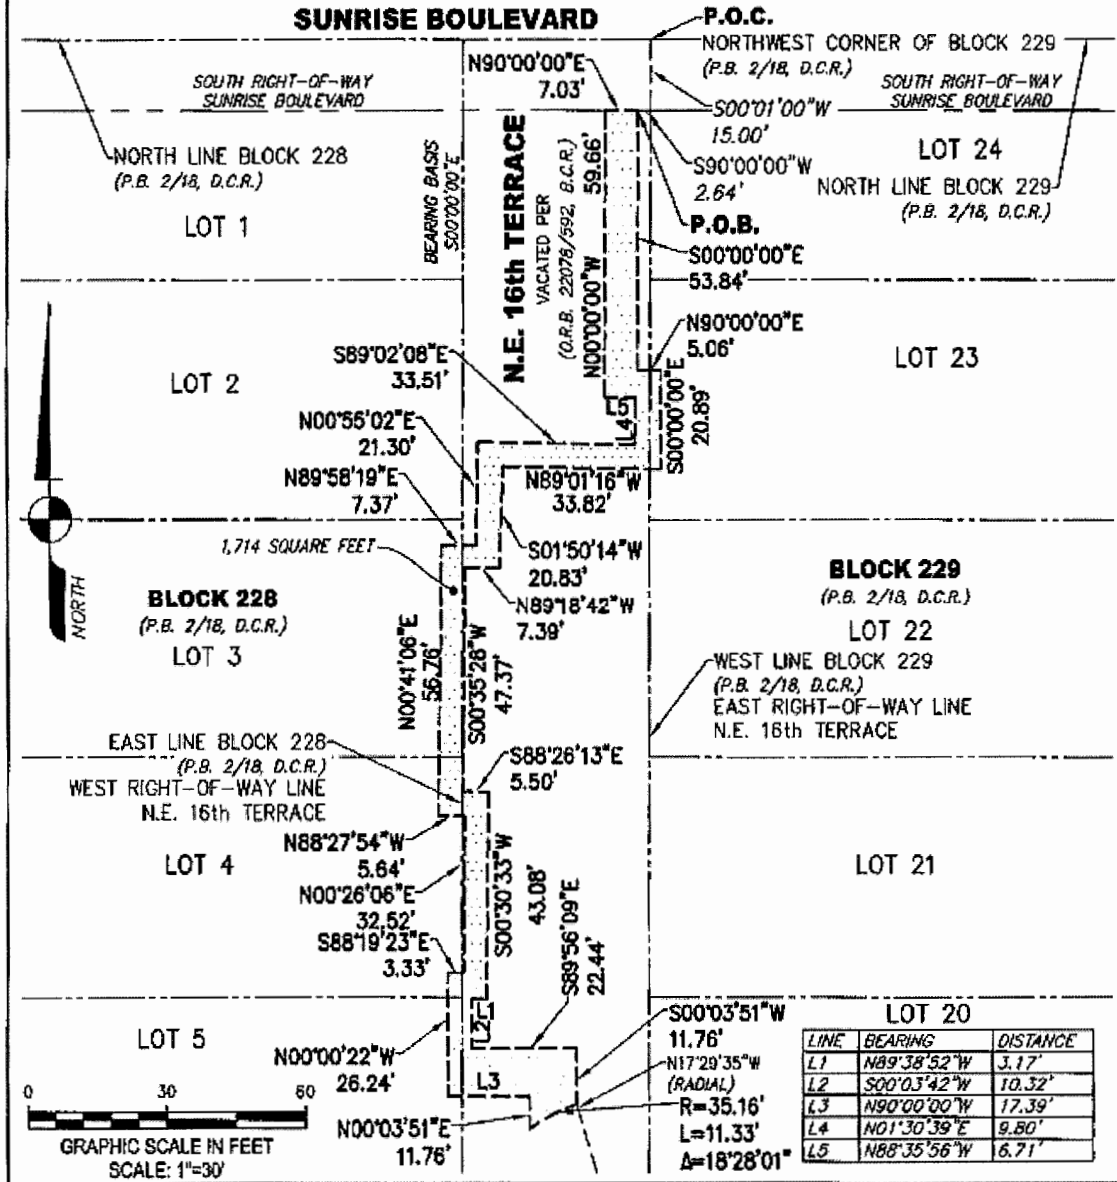 SUNRISE BOULEVARD
P.O.C.
NORTHWEST CORNER OF BLOCK 229
(P.B. 2/18, D.C.R.)
N90°00'00"E
7.03'
SOUTH RIGHT-OF-WAY
SUNRISE BOULEVARD
SOUTH RIGHT-OF-WAY
SUNRISE BOULEVARD
S00°01'00"W
15.00'
NORTH LINE BLOCK 228
(P.B. 2/18, D.C.R.)
LOT 1
BEARING BASIS
S00°00'00"E
N.E. 16th TERRACE
VACATED PER
(O.R.B. 22078/592, B.C.R.)
N00°00'00"W
59.66'
S90°00'00"W
2.64'
LOT 24
NORTH LINE BLOCK 229
(P.B. 2/18, D.C.R.)
P.O.B.
S00°00'00"E
53.84'
N90°00'00"E
5.06'
S89°02'08"E
33.51'
LOT 2
LOT 23
L5
L4
S00°00'00"E
20.89'
N00°55'02"E
21.30'
N89°58'19"E
7.37'
N89°01'16"W
33.82'
1,714 SQUARE FEET
S01°50'14"W
20.83'
N89°18'42"W
7.39'
NORTH
BLOCK 228
(P.B. 2/18, D.C.R.)
LOT 3
BLOCK 229
(P.B. 2/18, D.C.R.)
LOT 22
N00°41'06"E
56.76'
S00°35'28"W
47.37'
WEST LINE BLOCK 229
(P.B. 2/18, D.C.R.)
EAST RIGHT-OF-WAY LINE
N.E. 16th TERRACE
EAST LINE BLOCK 228
(P.B. 2/18, D.C.R.)
WEST RIGHT-OF-WAY LINE
N.E. 16th TERRACE
S88°26'13"E
5.50'
N88°27'54"W
5.64'
LOT 4
LOT 21
N00°26'06"E
32.52'
S00°30'33"W
43.08'
S88°19'23"E
3.33'
S89°56'09"E
22.44'
L1
L2
LOT 5
N00°00'22"W
26.24'
L3
N00°03'51"E
11.76'
S00°03'51"W
11.76'
N17°29'35"W
(RADIAL)
R=35.16'
L=11.33'
Δ=18°28'01"
LOT 20
LINE BEARING DISTANCE
L1 N89°38'52"W 3.17'
L2 S00°03'42"W 10.32'
L3 N90°00'00"W 17.39'
L4 N01°30'39"E 9.80'
L5 N88°35'56"W 6.71'
0 30 60
GRAPHIC SCALE IN FEET
SCALE: 1"=30'